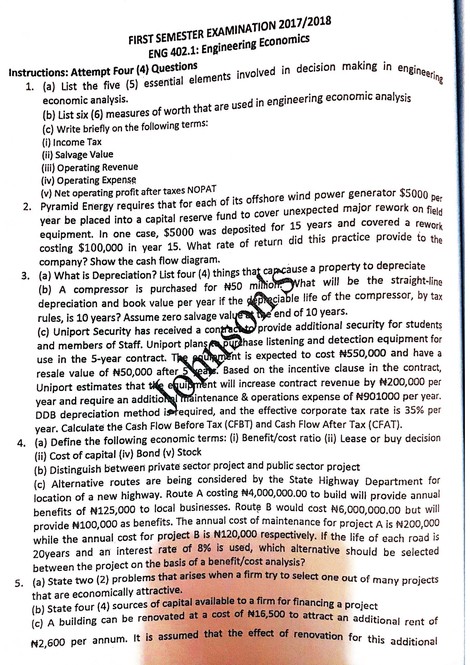 FIRST SEMESTER EXAMINATION 2017/2018
ENG 402.1: Engineering Economics
Instructions: Attempt Four (4) Questions
1. (a) List the five (5) essential elements involved in decision making in engineering
economic analysis.
(b) List six (6) measures of worth that are used in engineering economic analysis
(c) Write briefly on the following terms:
(i) Income Tax
(ii) Salvage Value
(iii) Operating Revenue
(iv) Operating Expense
(v) Net operating profit after taxes NOPAT
2. Pyramid Energy requires that for each of its offshore wind power generator $5000 per
year be placed into a capital reserve fund to cover unexpected major rework on field
equipment. In one case, $5000 was deposited for 15 years and covered a rework
costing $100,000 in year 15. What rate of return did this practice provide to the
company? Show the cash flow diagram.
3. (a) What is Depreciation? List four (4) things that can cause a property to depreciate
(b) A compressor is purchased for ₦50 million. What will be the straight-line
depreciation and book value per year if the depreciable life of the compressor, by tax
rules, is 10 years? Assume zero salvage value the end of 10 years.
(c) Uniport Security has received a contract provide additional security for students
and members of Staff. Uniport plans purchase listening and detection equipment for
use in the 5-year contract. The equipment is expected to cost ₦550,000 and have a
resale value of ₦50,000 after 5 years. Based on the incentive clause in the contract,
Uniport estimates that the equipment will increase contract revenue by ₦200,000 per
year and require an additional maintenance & operations expense of ₦901000 per year.
DDB depreciation method is required, and the effective corporate tax rate is 35% per
year. Calculate the Cash Flow Before Tax (CFBT) and Cash Flow After Tax (CFAT).
4. (a) Define the following economic terms: (i) Benefit/cost ratio (ii) Lease or buy decision
(ii) Cost of capital (iv) Bond (v) Stock
(b) Distinguish between private sector project and public sector project
(c) Alternative routes are being considered by the State Highway Department for
location of a new highway. Route A costing ₦4,000,000.00 to build will provide annual
benefits of ₦125,000 to local businesses. Route B would cost ₦6,000,000.00 but will
provide ₦100,000 as benefits. The annual cost of maintenance for project A is ₦200,000
while the annual cost for project B is ₦120,000 respectively. If the life of each road is
20years and an interest rate of 8% is used, which alternative should be selected
between the project on the basis of a benefit/cost analysis?
5. (a) State two (2) problems that arises when a firm try to select one out of many projects
that are economically attractive.
(b) State four (4) sources of capital available to a firm for financing a project
(c) A building can be renovated at a cost of ₦16,500 to attract an additional rent of
₦2,600 per annum. It is assumed that the effect of renovation for this additional
Johnson's